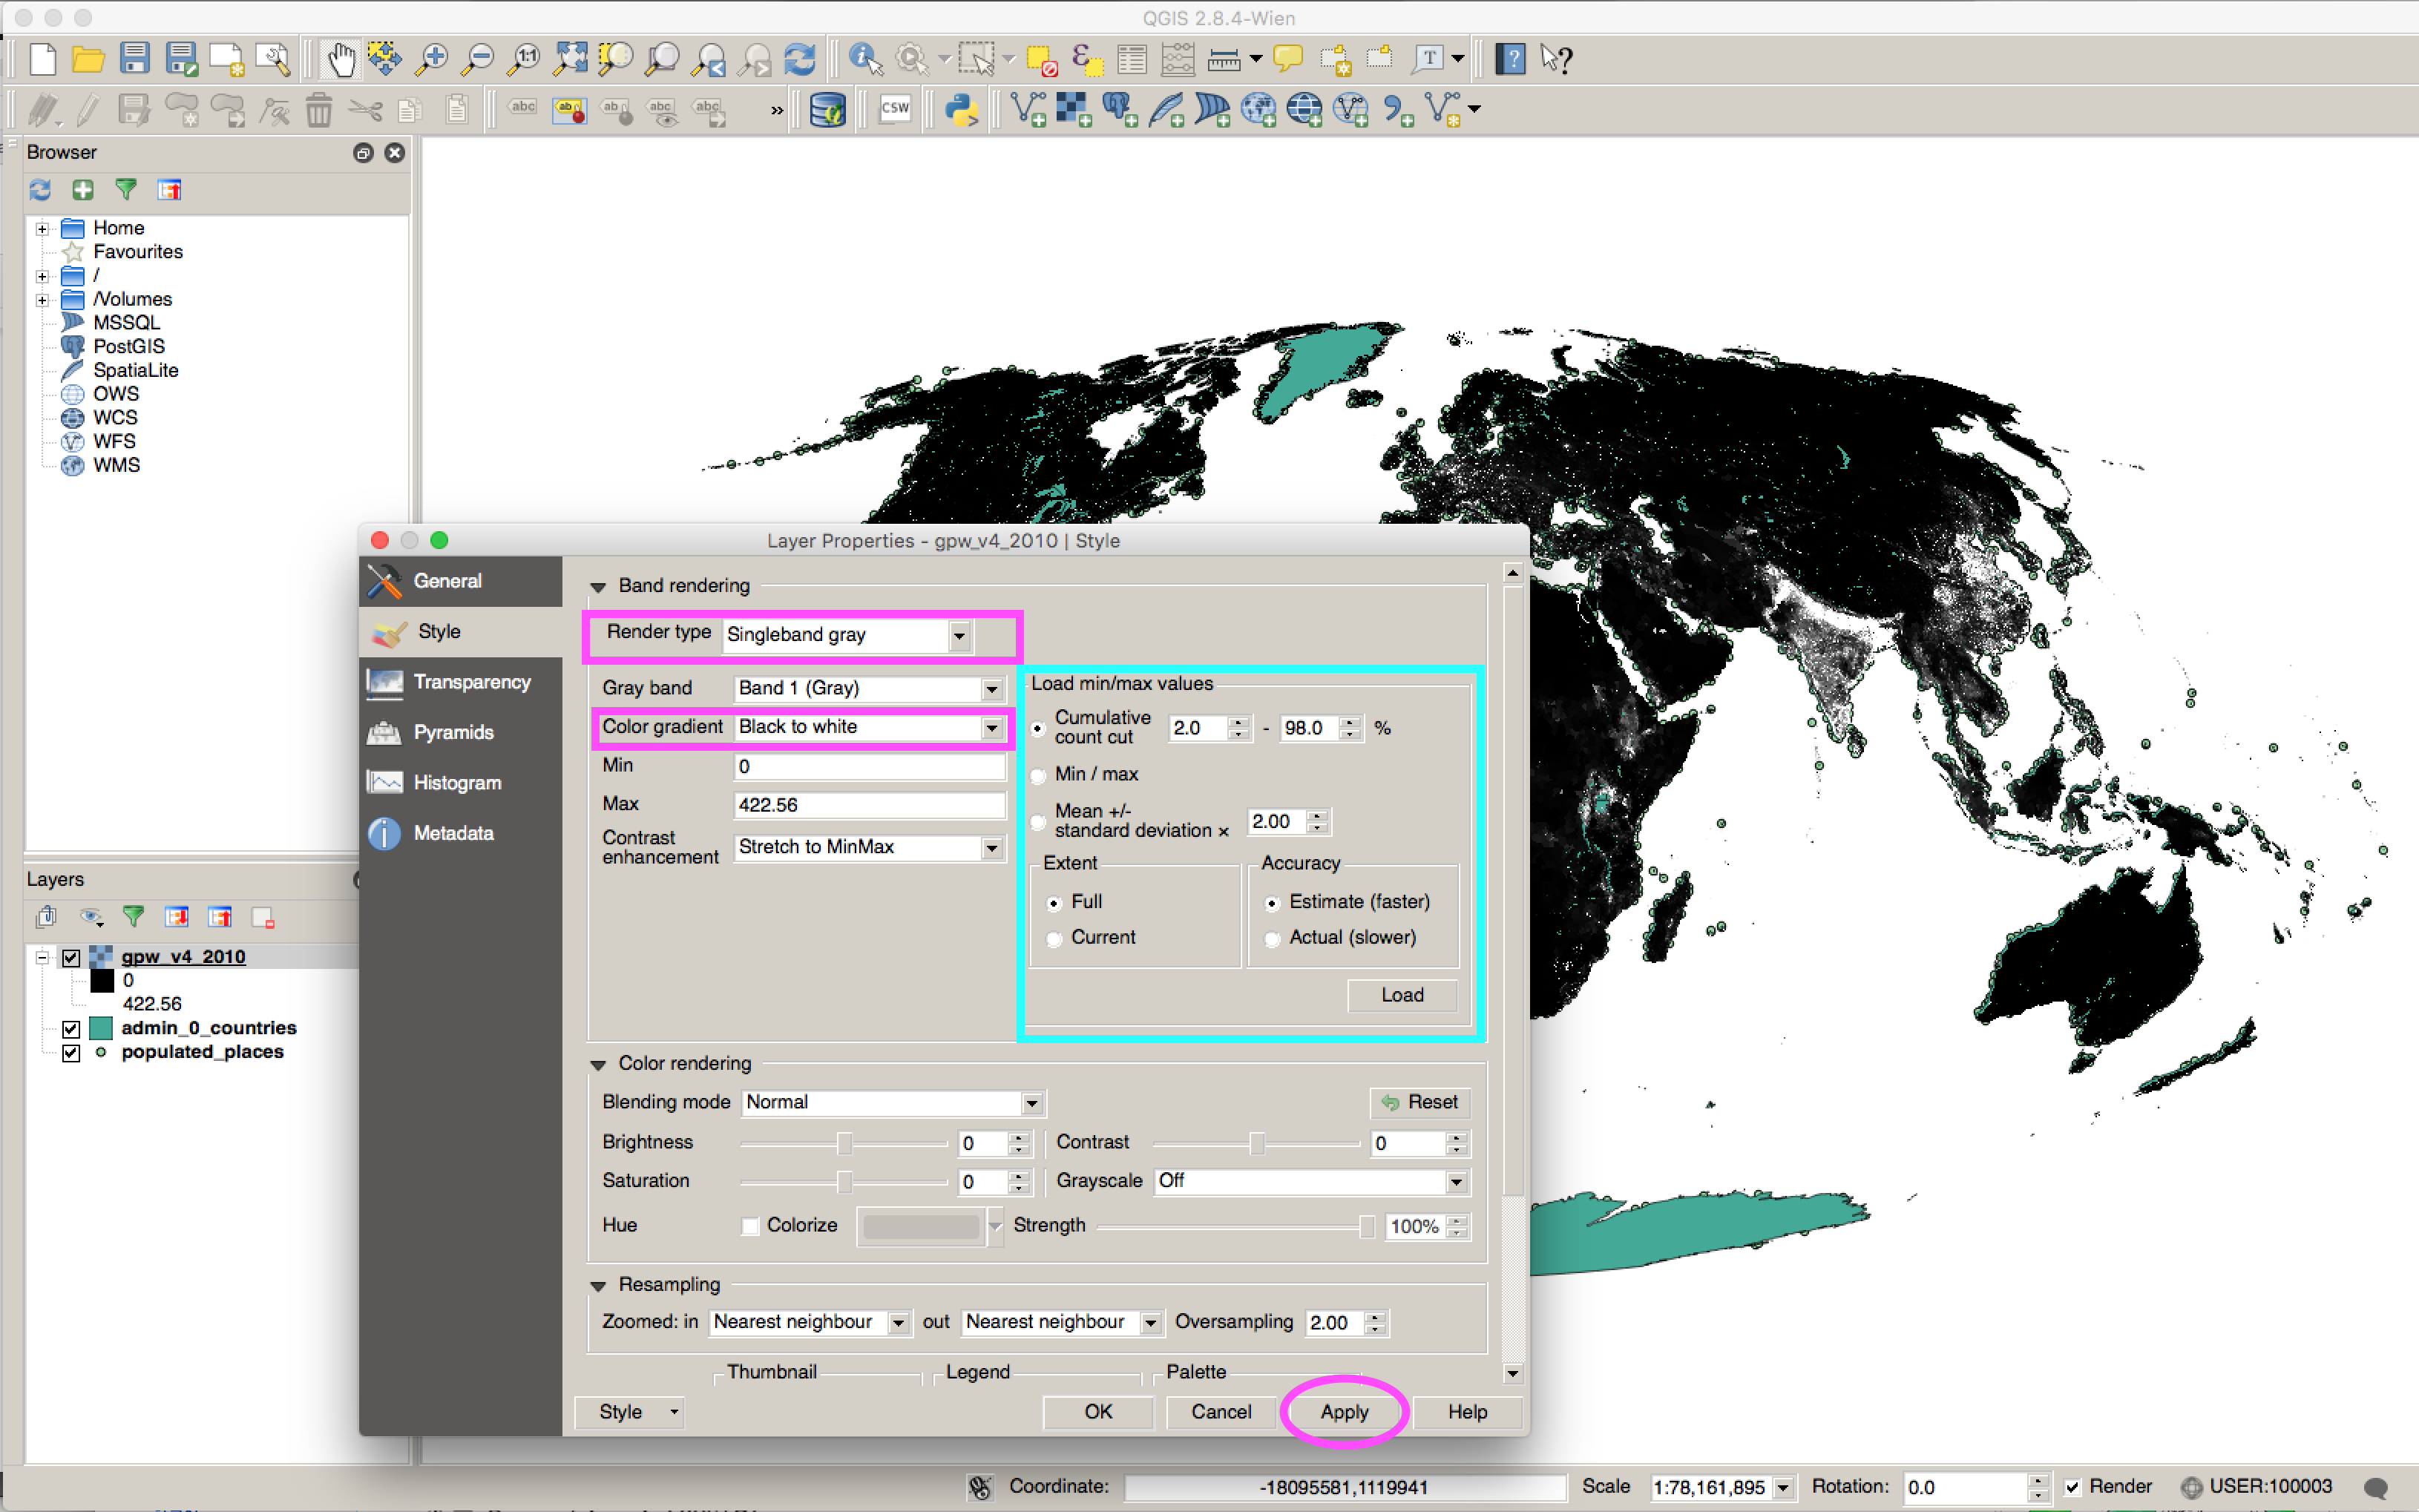 QGIS 2.8.4-Wien
1:1
T
?
?
abc
ab
ab
abc
abc
»
CSW
Browser
Home
Favourites
/
/Volumes
MSSQL
PostGIS
SpatiaLite
OWS
WCS
WFS
WMS
Layers
gpw_v4_2010
0
422.56
admin_0_countries
populated_places
Layer Properties - gpw_v4_2010 | Style
General
Style
Transparency
Pyramids
Histogram
Metadata
Band rendering
Render type Singleband gray
Gray band Band 1 (Gray)
Color gradient Black to white
Min 0
Max 422.56
Contrast enhancement Stretch to MinMax
Load min/max values
Cumulative count cut 2.0 - 98.0 %
Min / max
Mean +/- standard deviation × 2.00
Extent
Full
Current
Accuracy
Estimate (faster)
Actual (slower)
Load
Color rendering
Blending mode Normal Reset
Brightness 0 Contrast 0
Saturation 0 Grayscale Off
Hue Colorize Strength 100%
Resampling
Zoomed: in Nearest neighbour out Nearest neighbour Oversampling 2.00
Thumbnail Legend Palette
Style OK Cancel Apply Help
Coordinate: -18095581,1119941 Scale 1:78,161,895 Rotation: 0.0 Render USER:100003